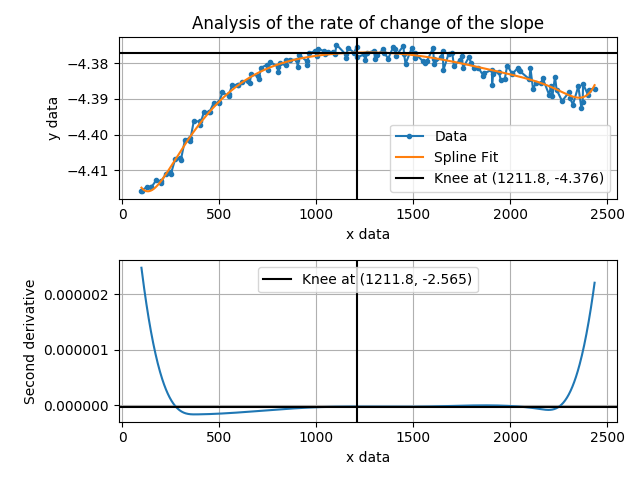 Analysis of the rate of change of the slope
y data
−4.38
−4.39
−4.40
−4.41
Data
Spline Fit
Knee at (1211.8, -4.376)
0 500 1000 1500 2000 2500
x data
Second derivative
0.000002
0.000001
0.000000
Knee at (1211.8, -2.565)
0 500 1000 1500 2000 2500
x data